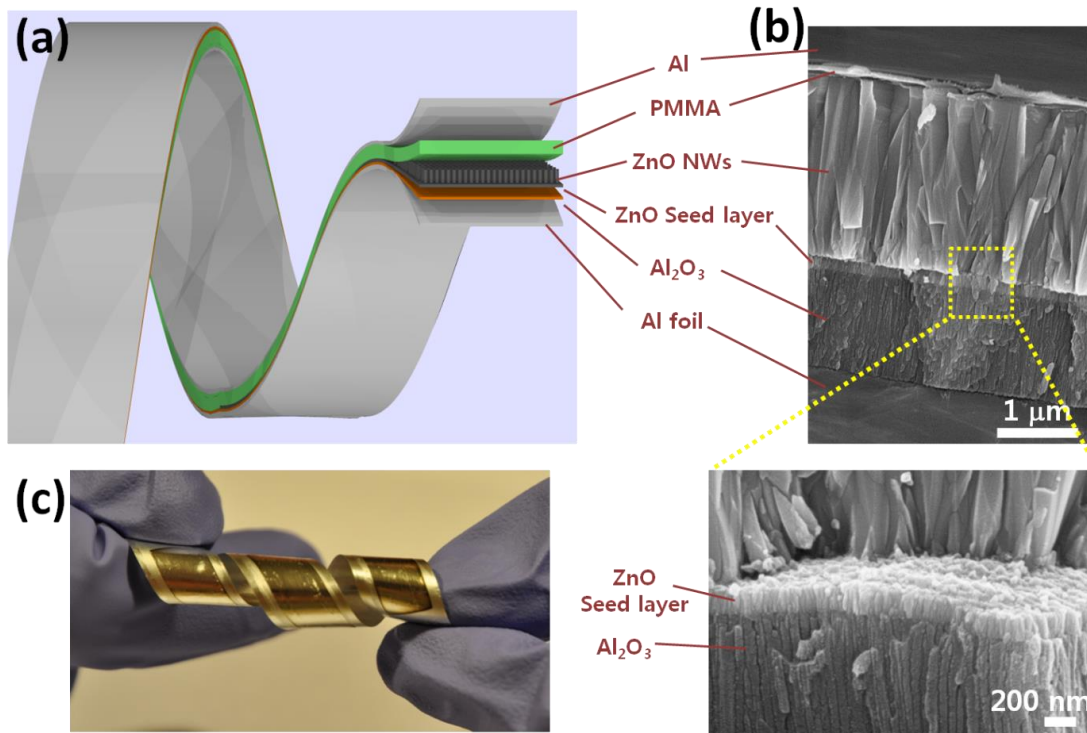 (a)
(b)
Al
PMMA
ZnO NWs
ZnO Seed layer
Al₂O₃
Al foil
1 μm
(c)
ZnO
Seed layer
Al₂O₃
200 nm